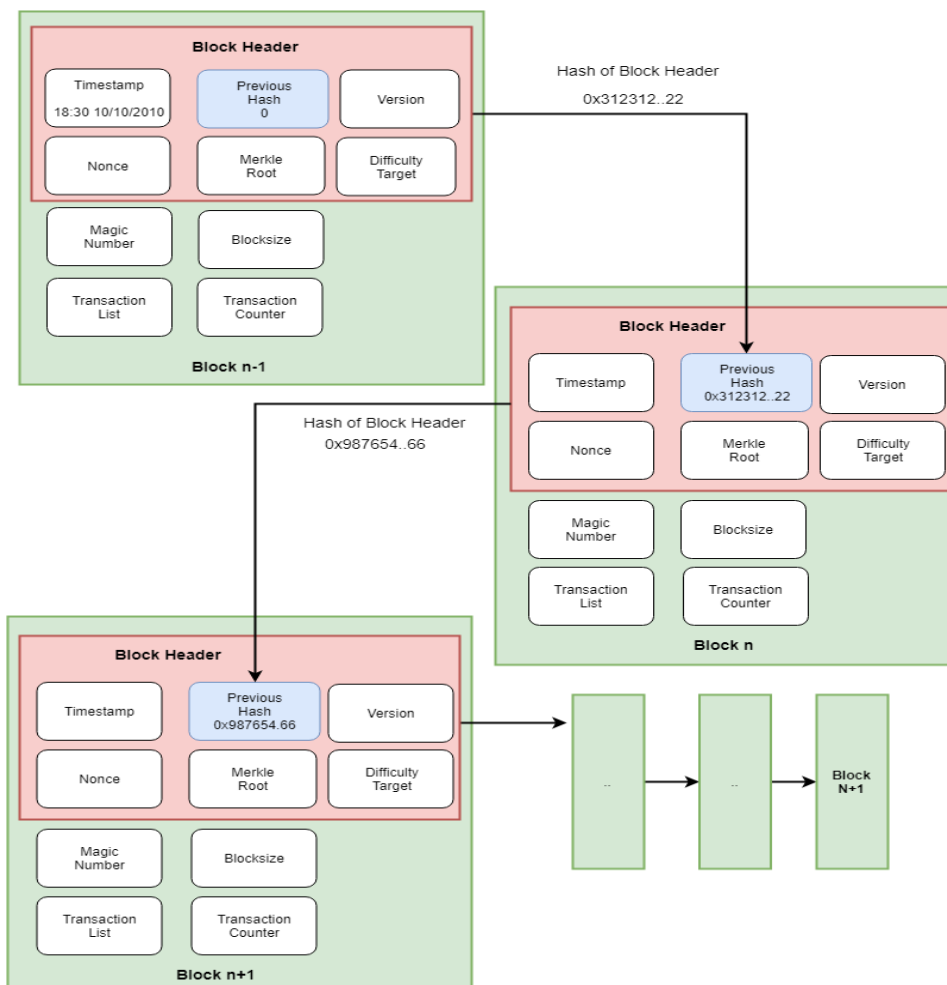 Block Header
Timestamp
18:30 10/10/2010
Previous
Hash
0
Version
Nonce
Merkle
Root
Difficulty
Target
Magic
Number
Blocksize
Transaction
List
Transaction
Counter
Block n-1
Hash of Block Header
0x312312..22
Block Header
Timestamp
Previous
Hash
0x312312..22
Version
Nonce
Merkle
Root
Difficulty
Target
Magic
Number
Blocksize
Transaction
List
Transaction
Counter
Block n
Hash of Block Header
0x987654..66
Block Header
Timestamp
Previous
Hash
0x987654.66
Version
Nonce
Merkle
Root
Difficulty
Target
Magic
Number
Blocksize
Transaction
List
Transaction
Counter
Block n+1
..
..
Block
N+1